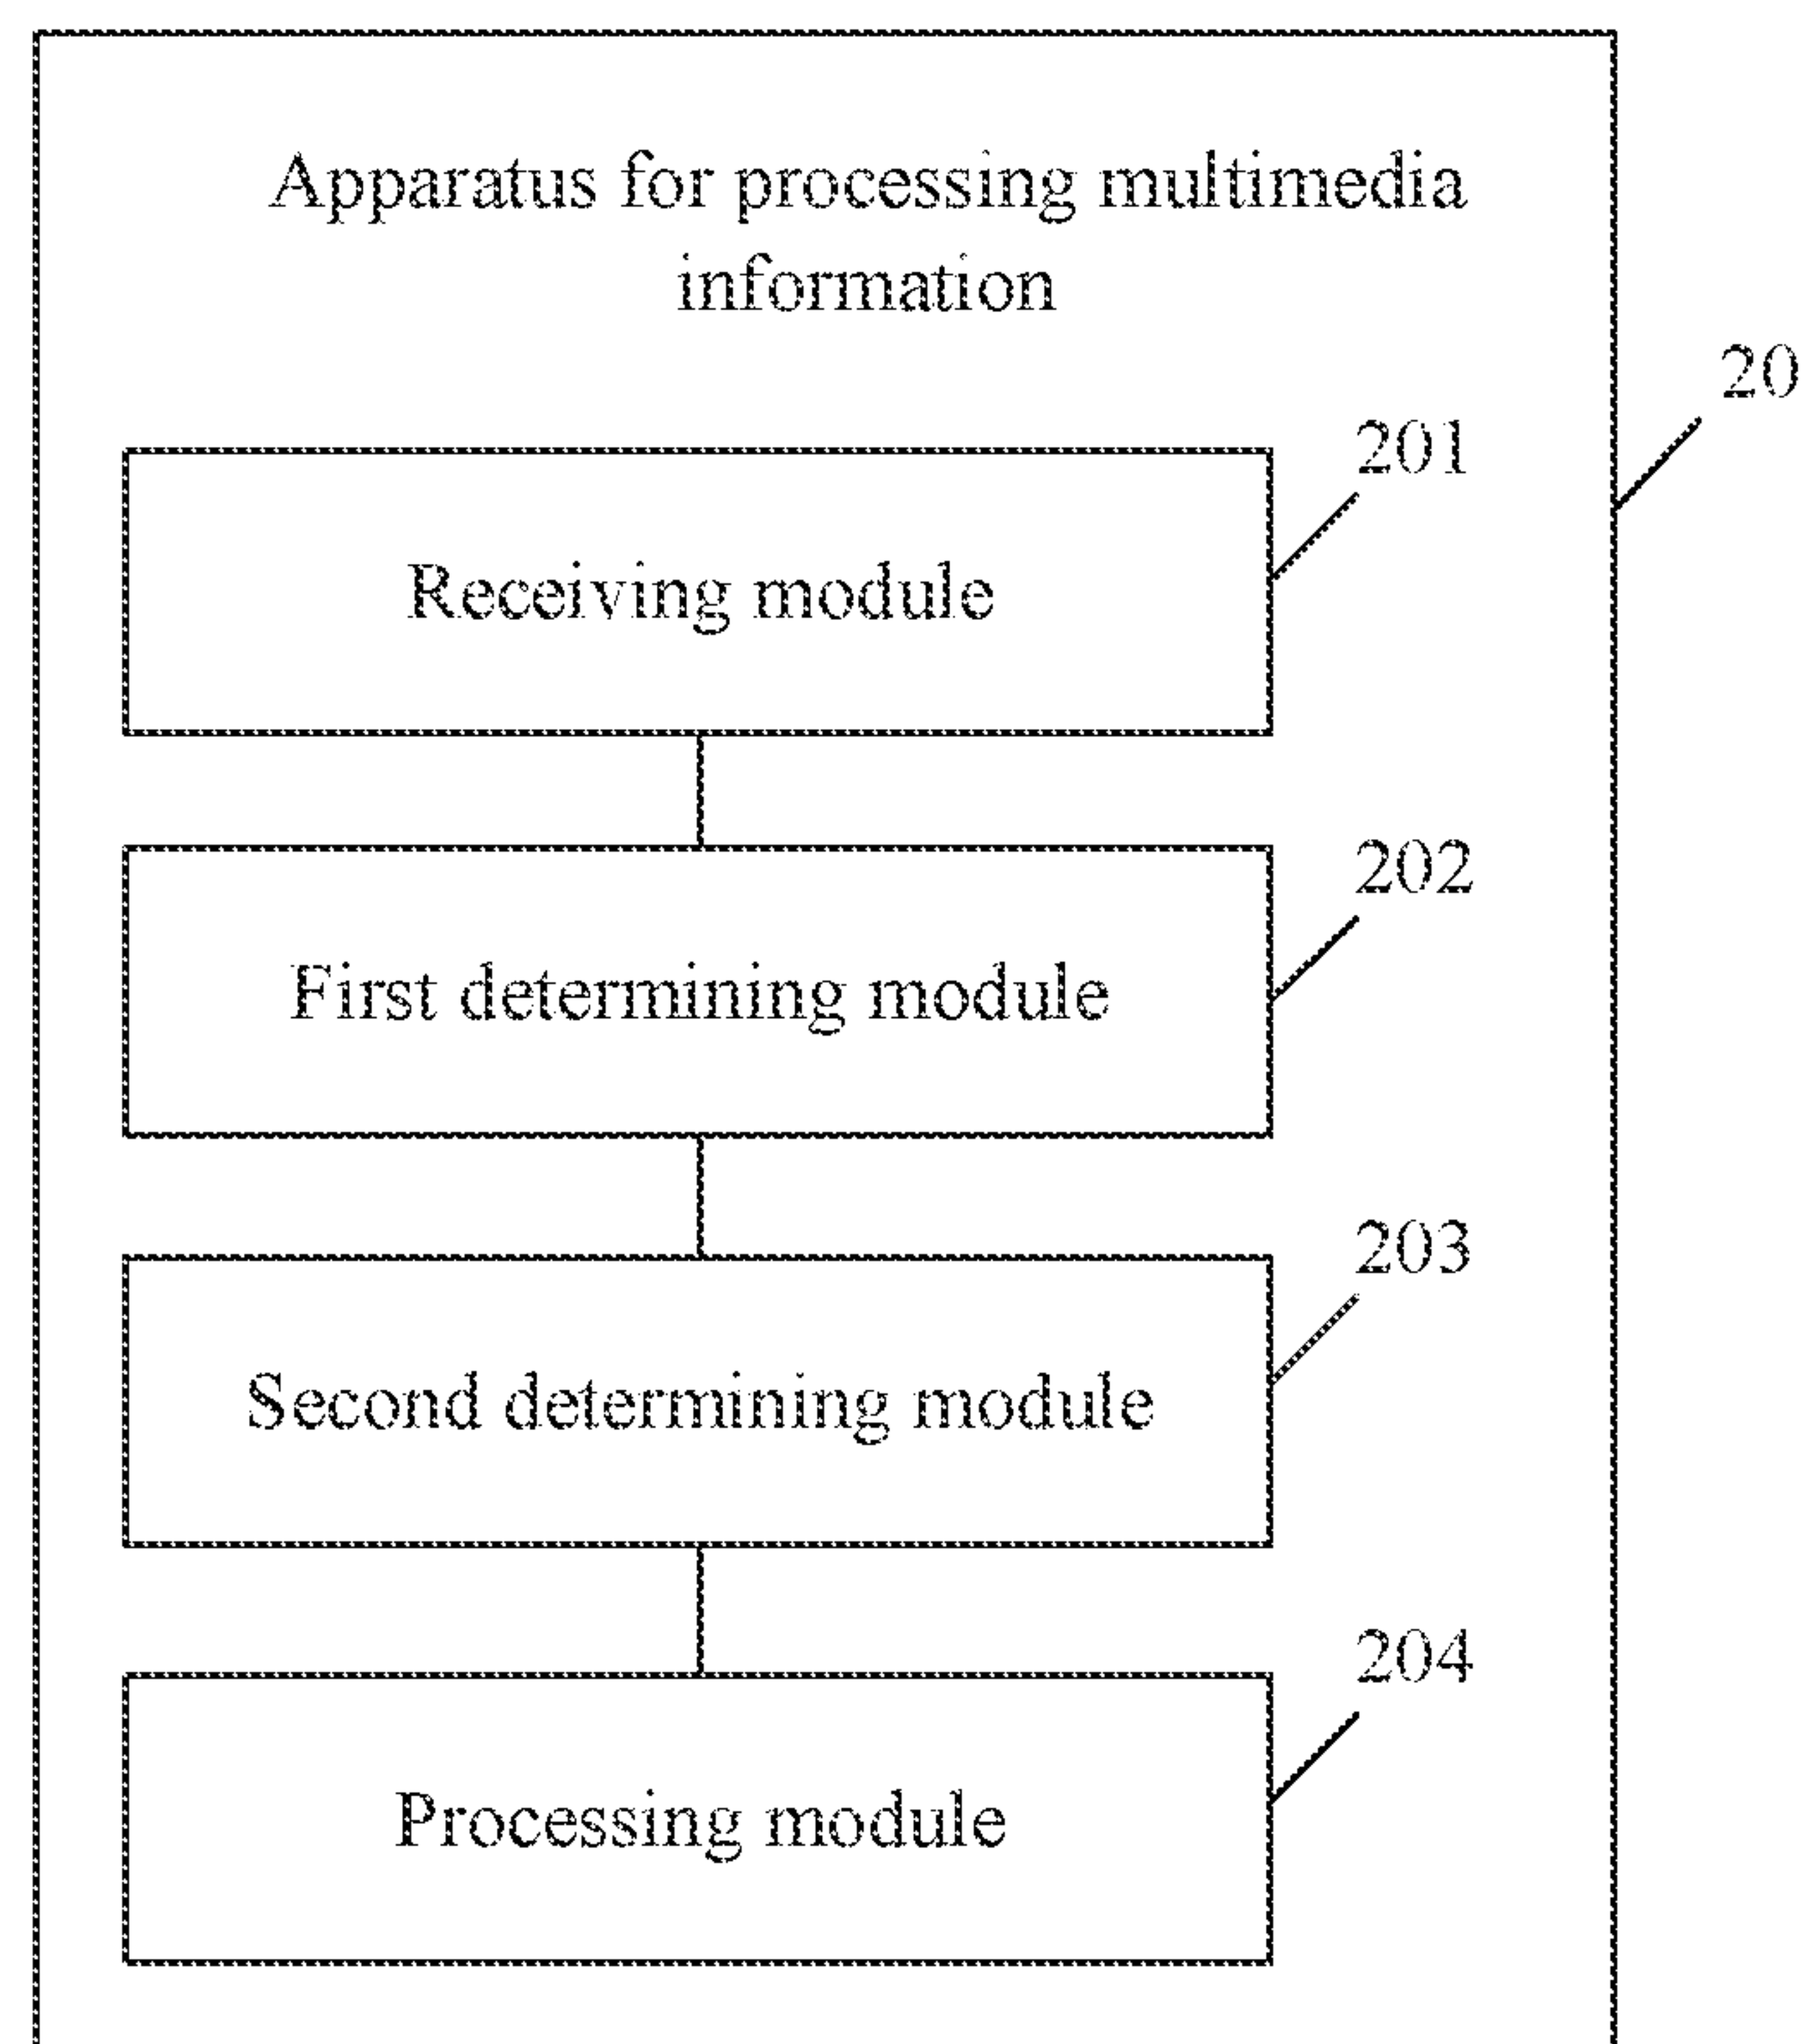 Apparatus for processing multimedia
information
20
201
Receiving module
202
First determining module
203
Second determining module
204
Processing module